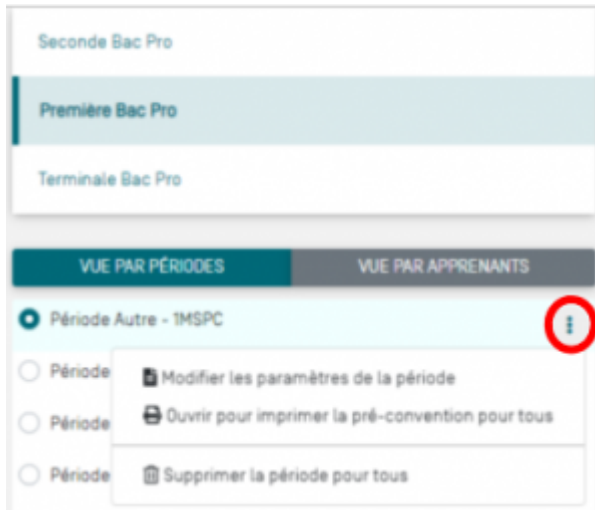 Seconde Bac Pro
Première Bac Pro
Terminale Bac Pro
VUE PAR PÉRIODES VUE PAR APPRENANTS
Période Autre - 1MSPC
Période
Modifier les paramètres de la période
Ouvrir pour imprimer la pré-convention pour tous
Période
Période
Supprimer la période pour tous